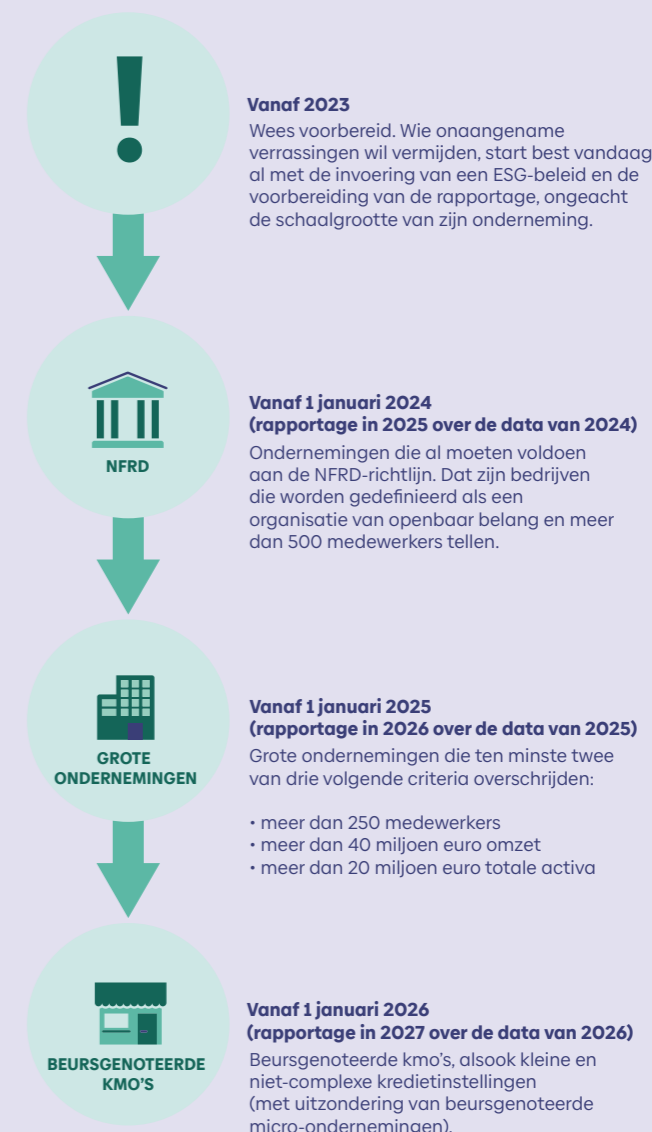 Vanaf 2023
Wees voorbereid. Wie onaangename
verrassingen wil vermijden, start best vandaag
al met de invoering van een ESG-beleid en de
voorbereiding van de rapportage, ongeacht
de schaalgrootte van zijn onderneming.
NFRD
Vanaf 1 januari 2024
(rapportage in 2025 over de data van 2024)
Ondernemingen die al moeten voldoen
aan de NFRD-richtlijn. Dat zijn bedrijven
die worden gedefinieerd als een
organisatie van openbaar belang en meer
dan 500 medewerkers tellen.
GROTE
ONDERNEMINGEN
Vanaf 1 januari 2025
(rapportage in 2026 over de data van 2025)
Grote ondernemingen die ten minste twee
van drie volgende criteria overschrijden:
• meer dan 250 medewerkers
• meer dan 40 miljoen euro omzet
• meer dan 20 miljoen euro totale activa
BEURSGENOTEERDE
KMO'S
Vanaf 1 januari 2026
(rapportage in 2027 over de data van 2026)
Beursgenoteerde kmo's, alsook kleine en
niet-complexe kredietinstellingen
(met uitzondering van beursgenoteerde
micro-ondernemingen).